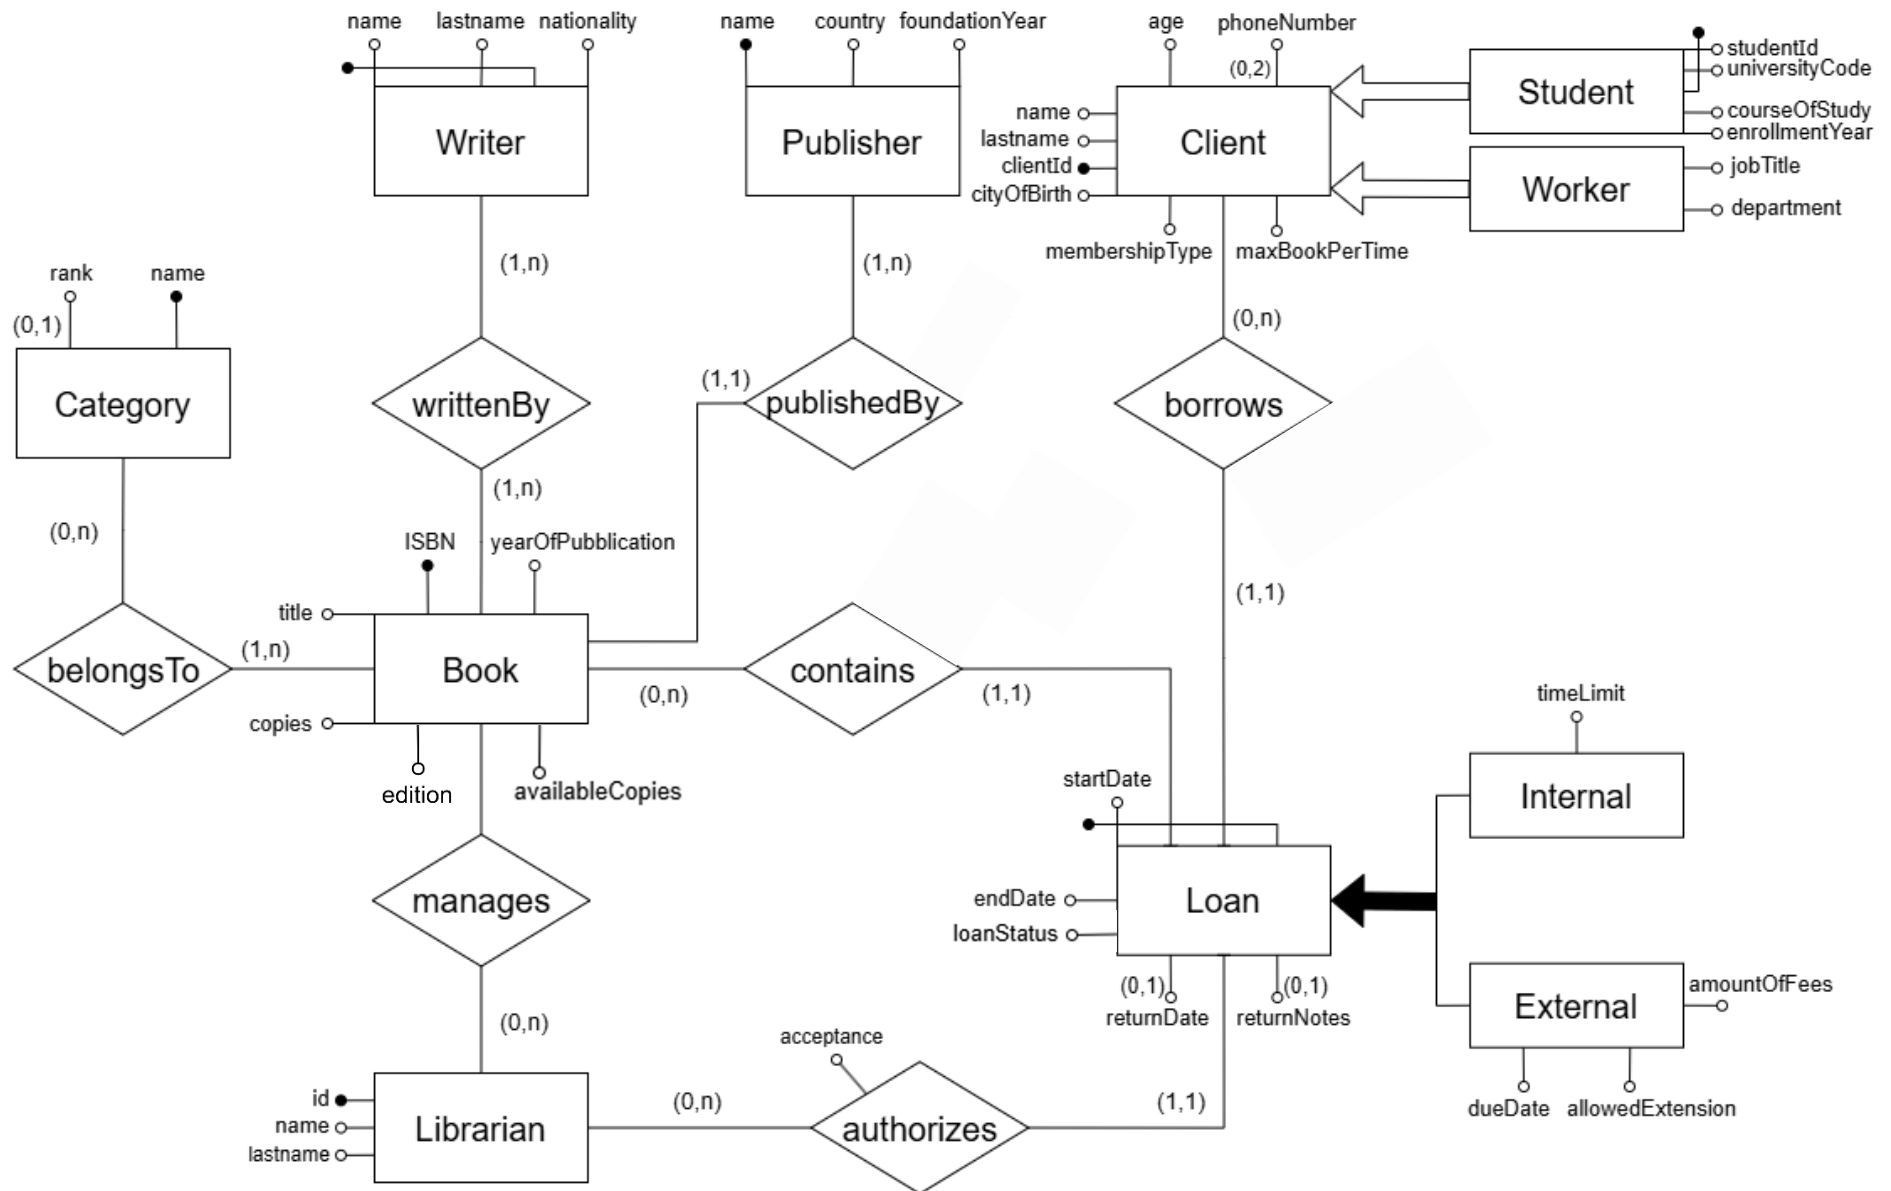 name lastname nationality
name country foundationYear
age phoneNumber
(0,2)
studentId
universityCode
courseOfStudy
enrollmentYear
Student
Writer
Publisher
name
lastname
clientId
cityOfBirth
Client
jobTitle
department
Worker
membershipType maxBookPerTime
(1,n)
(1,n)
rank name
(0,1)
(0,n)
Category
writtenBy
(1,1)
publishedBy
borrows
(0,n)
(1,n)
ISBN yearOfPubblication
(1,1)
title
belongsTo
(1,n)
Book
(0,n)
contains
(1,1)
copies
edition
availableCopies
timeLimit
Internal
startDate
manages
endDate
loanStatus
Loan
(0,1) (0,1)
returnDate returnNotes
amountOfFees
External
dueDate allowedExtension
(0,n)
acceptance
id
name
lastname
Librarian
(0,n)
authorizes
(1,1)